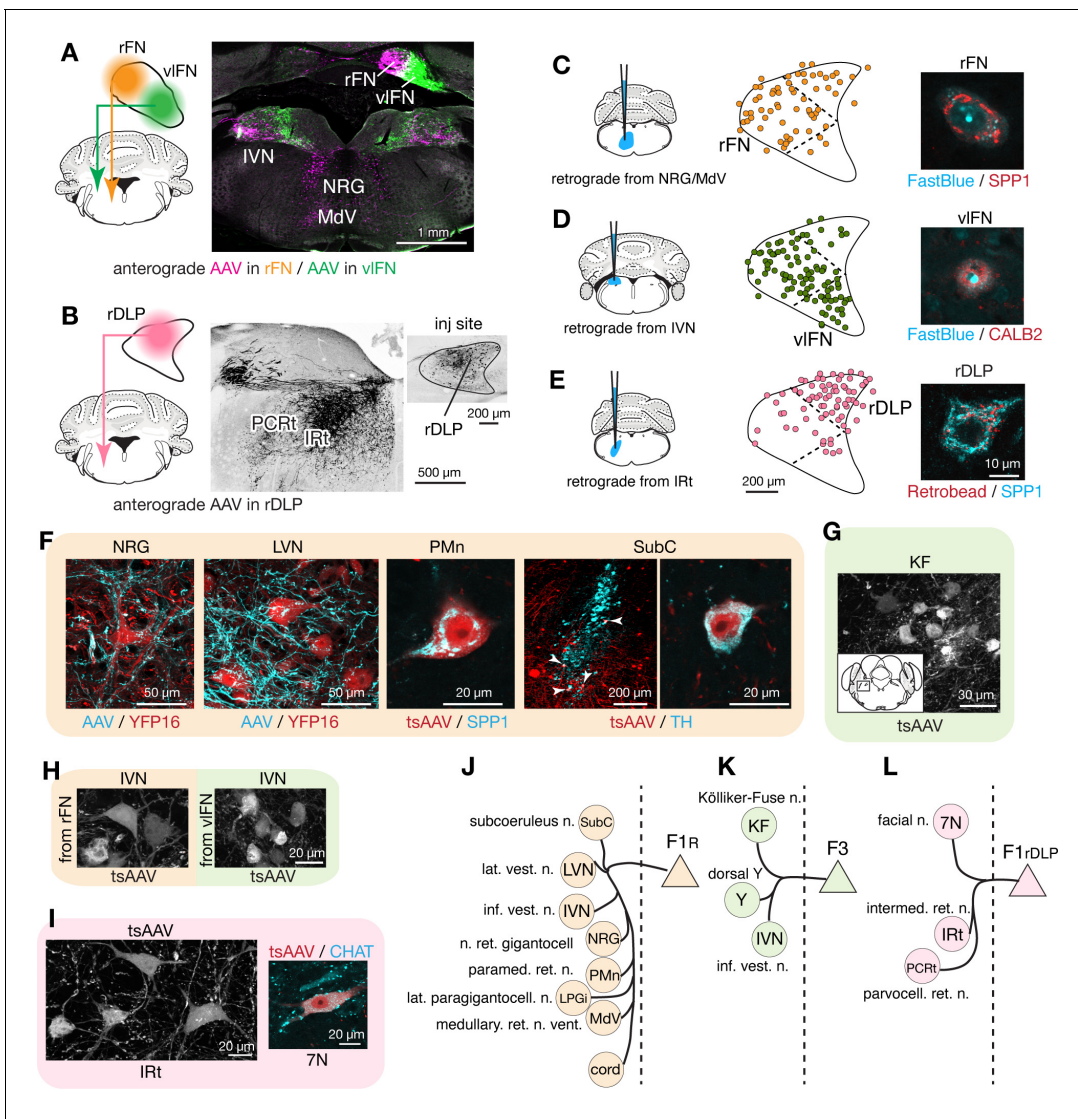 A
rFN
vlFN
rFN
vlFN
IVN
NRG
MdV
1 mm
anterograde AAV in rFN / AAV in vlFN
B
rDLP
inj site
PCRt
IRt
rDLP
200 µm
500 µm
anterograde AAV in rDLP
C
retrograde from NRG/MdV
rFN
rFN
FastBlue / SPP1
D
retrograde from IVN
vlFN
vlFN
FastBlue / CALB2
E
retrograde from IRt
rDLP
200 µm
rDLP
10 µm
Retrobead / SPP1
F
NRG
LVN
PMn
SubC
50 µm
50 µm
20 µm
200 µm
20 µm
AAV / YFP16
AAV / YFP16
tsAAV / SPP1
tsAAV / TH
G
KF
30 µm
tsAAV
H
IVN
IVN
from rFN
from vlFN
20 µm
tsAAV
tsAAV
I
tsAAV
tsAAV / CHAT
20 µm
20 µm
IRt
7N
J
subcoeruleus n.
SubC
lat. vest. n.
LVN
inf. vest. n.
IVN
n. ret. gigantocell
NRG
paramed. ret. n.
PMn
lat. paragigantocell. n.
LPGi
medullary. ret. n. vent.
MdV
cord
F1R
K
Kölliker-Fuse n.
KF
dorsal Y
Y
IVN
inf. vest. n.
F3
L
facial n.
7N
F1rDLP
intermed. ret. n.
IRt
PCRt
parvocell. ret. n.